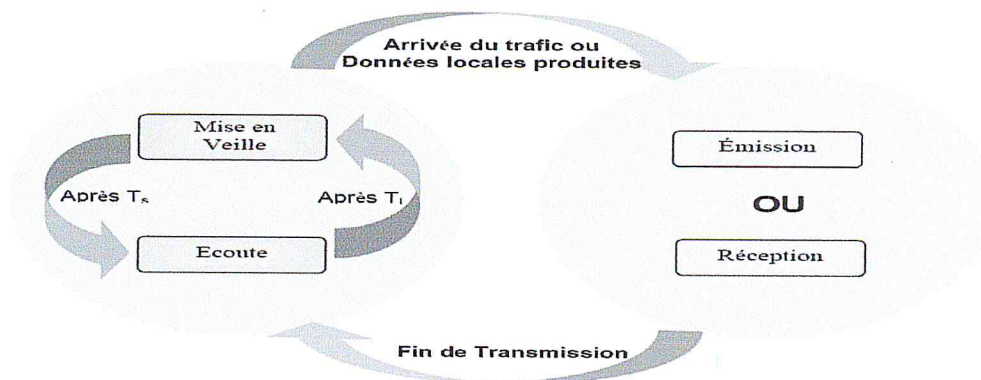 Arrivée du trafic ou
Données locales produites
Mise en
Veille
Après Tₛ
Après Tₗ
Ecoute
Émission
OU
Réception
Fin de Transmission